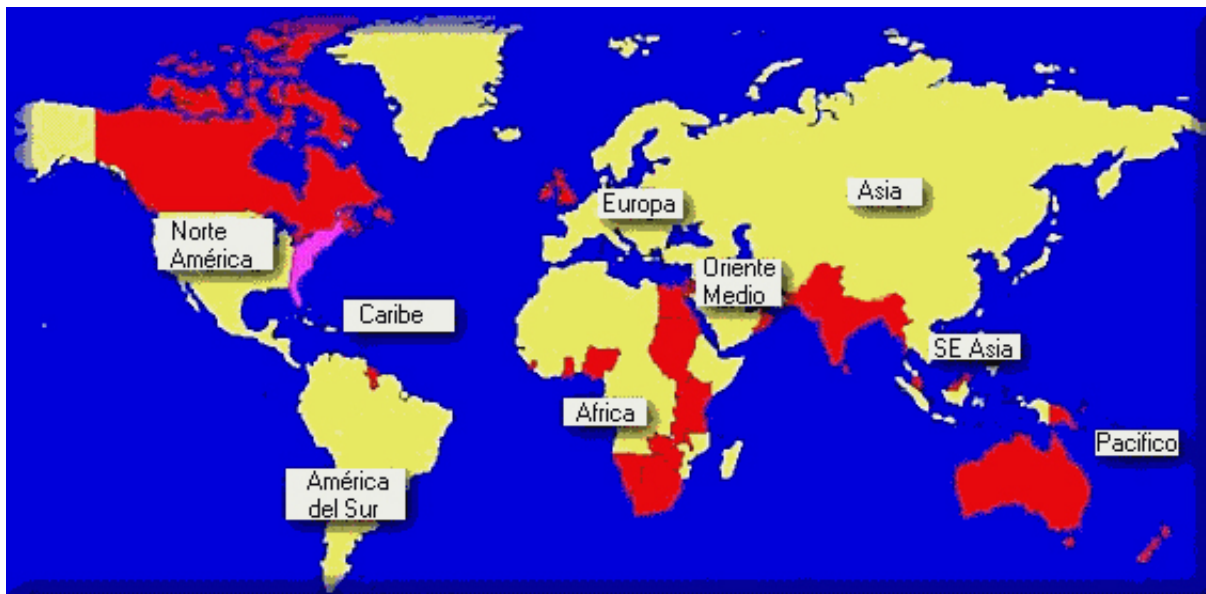 Norte
América
Caribe
América
del Sur
Europa
Africa
Oriente
Medio
Asia
SE Asia
Pacifico